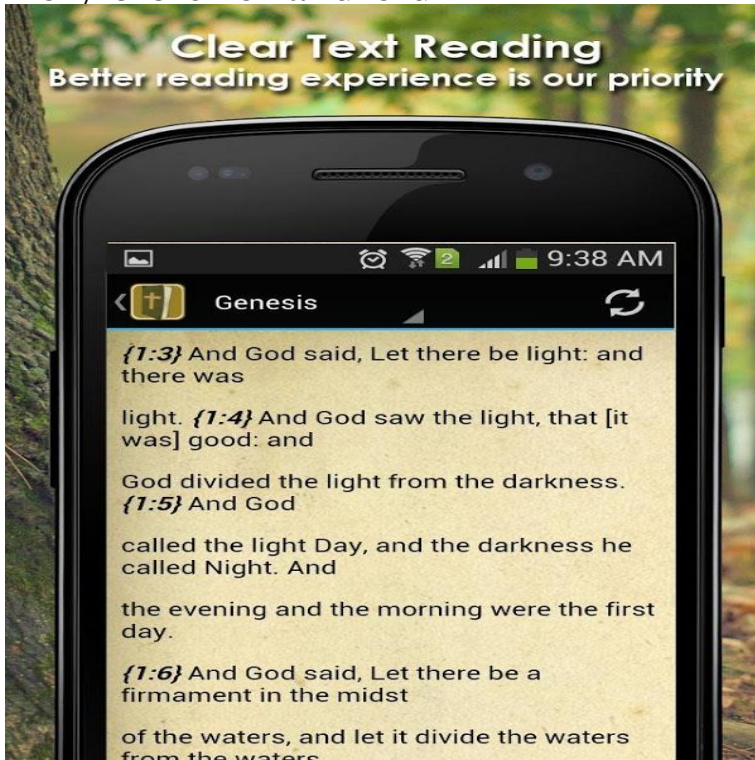 Clear Text Reading
Better reading experience is our priority
2
9:38 AM
Genesis
{1:3} And God said, Let there be light: and
there was
light. {1:4} And God saw the light, that [it
was] good: and
God divided the light from the darkness.
{1:5} And God
called the light Day, and the darkness he
called Night. And
the evening and the morning were the first
day.
{1:6} And God said, Let there be a
firmament in the midst
of the waters, and let it divide the waters
from the waters